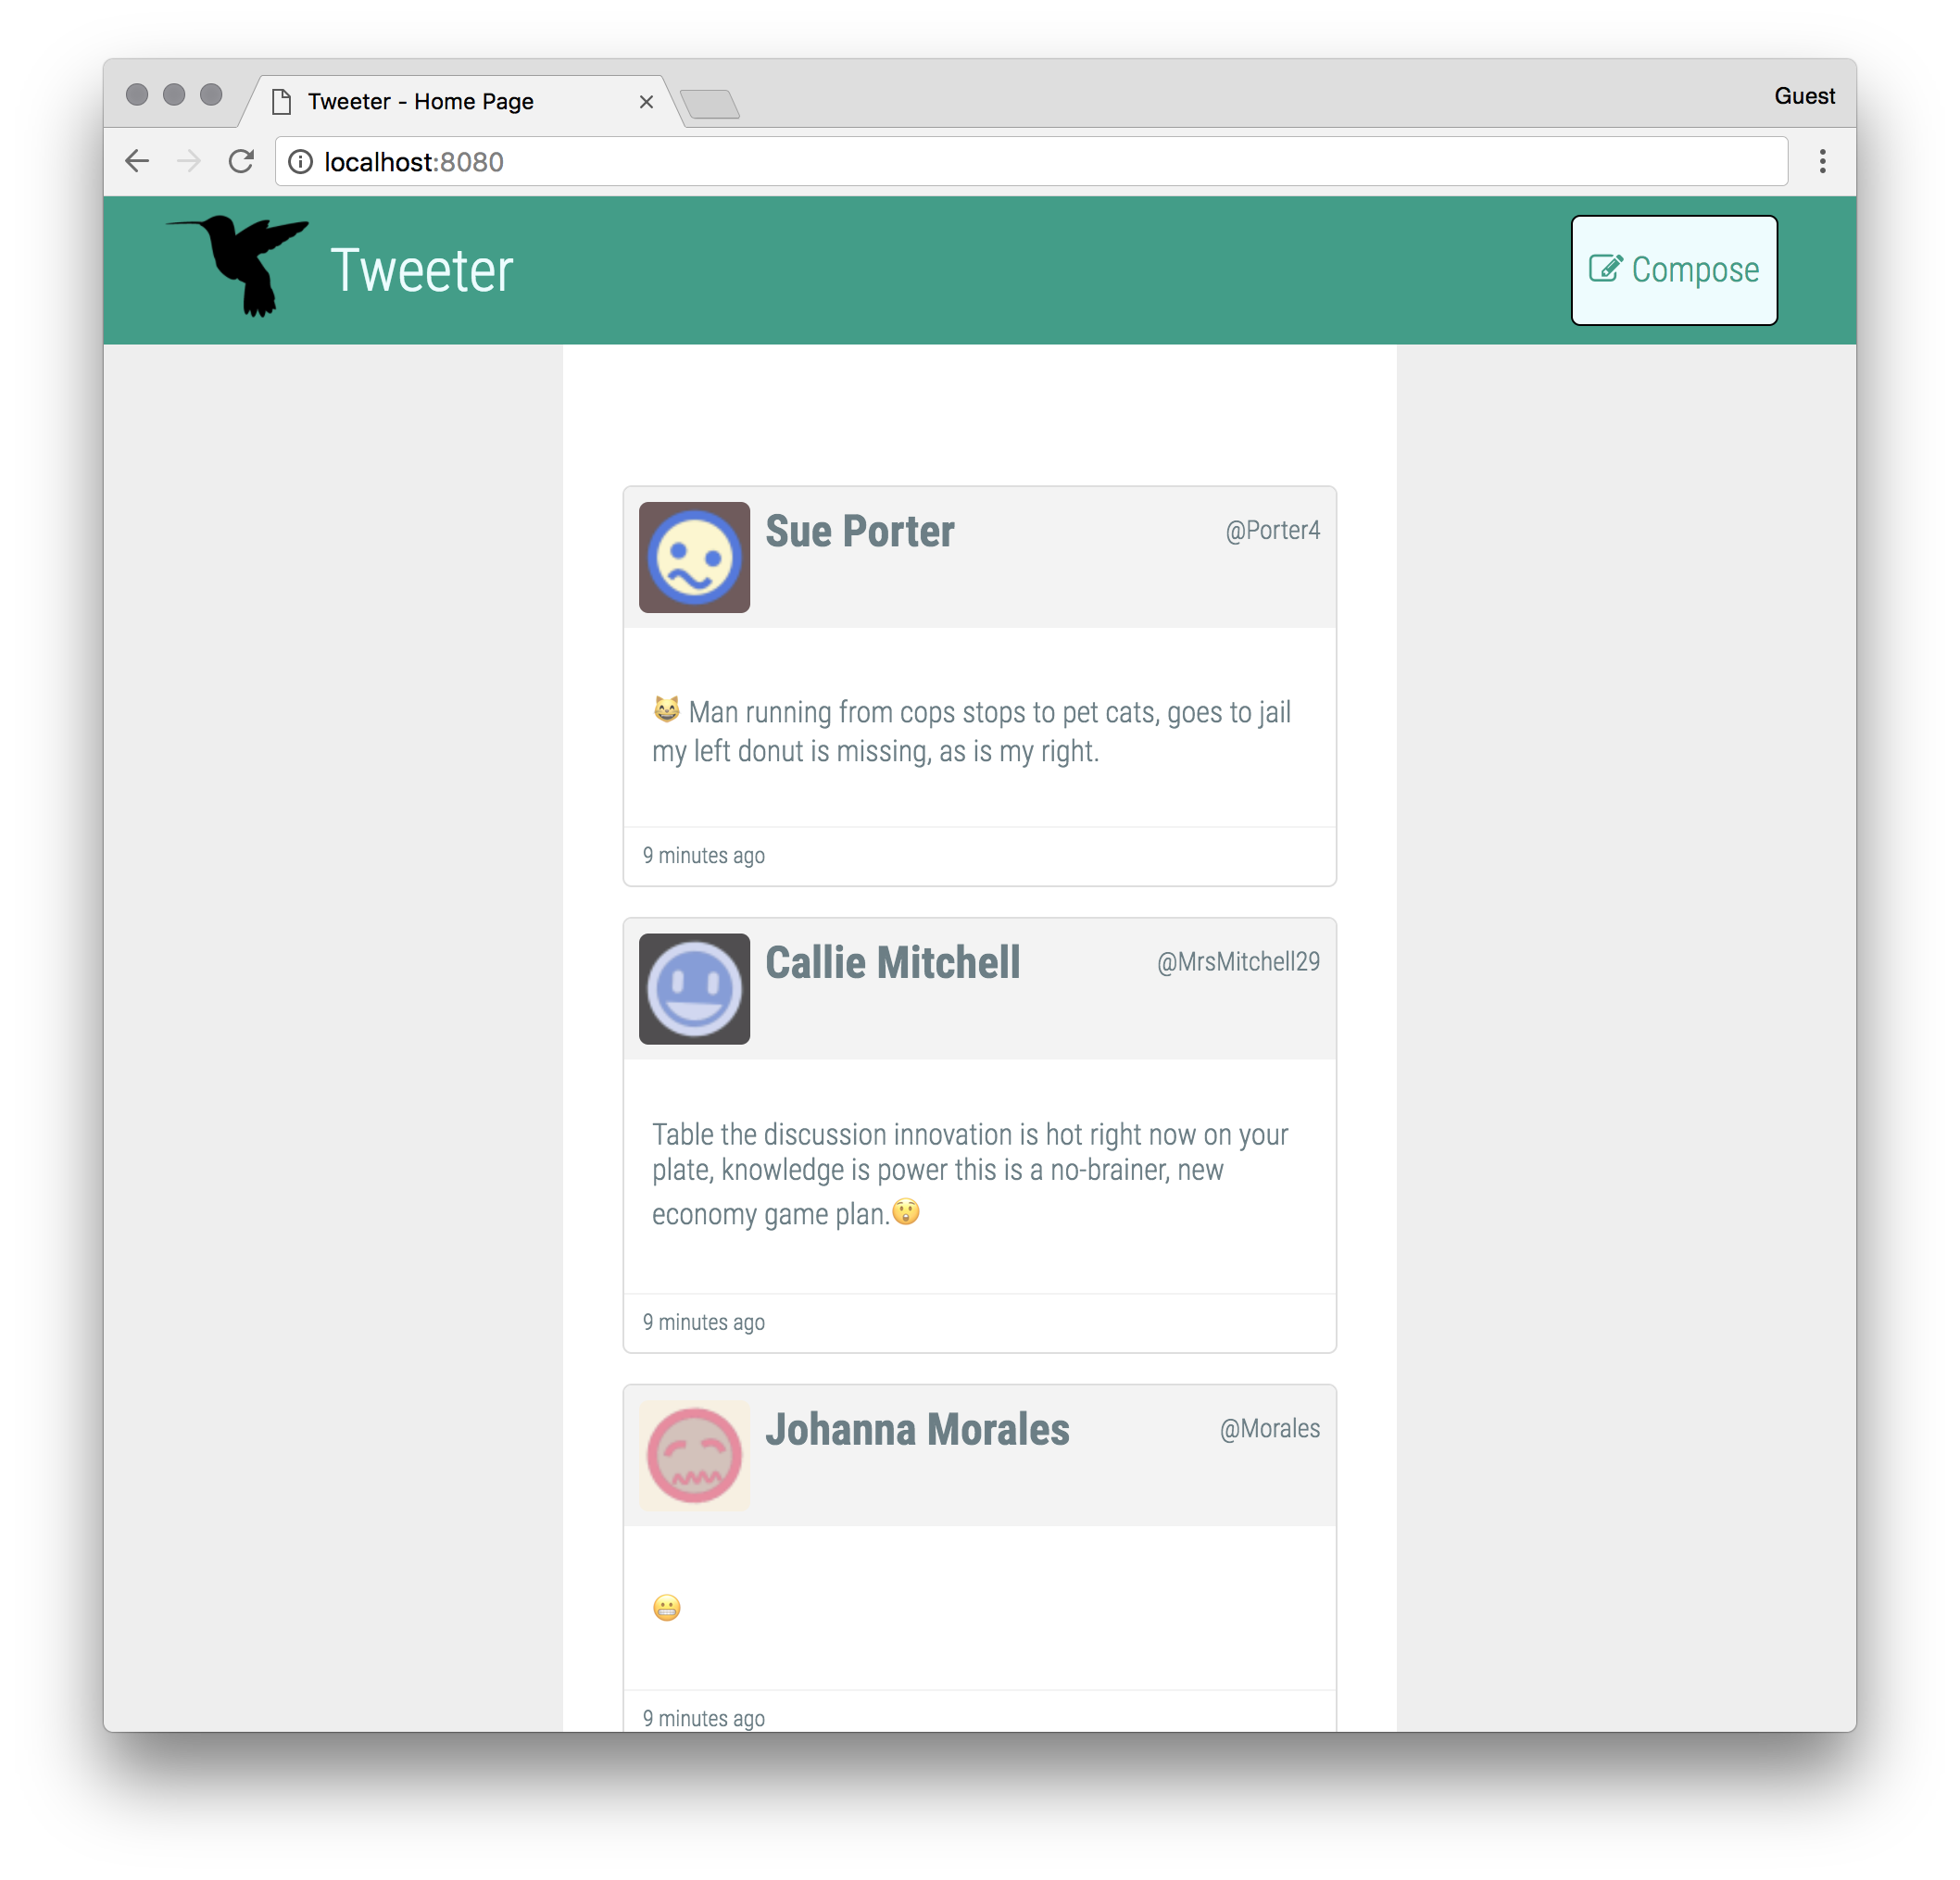 Tweeter - Home Page
Guest
localhost:8080
Tweeter
Compose
Sue Porter
@Porter4
😸 Man running from cops stops to pet cats, goes to jail
my left donut is missing, as is my right.
9 minutes ago
Callie Mitchell
@MrsMitchell29
Table the discussion innovation is hot right now on your
plate, knowledge is power this is a no-brainer, new
economy game plan.😲
9 minutes ago
Johanna Morales
@Morales
😬
9 minutes ago